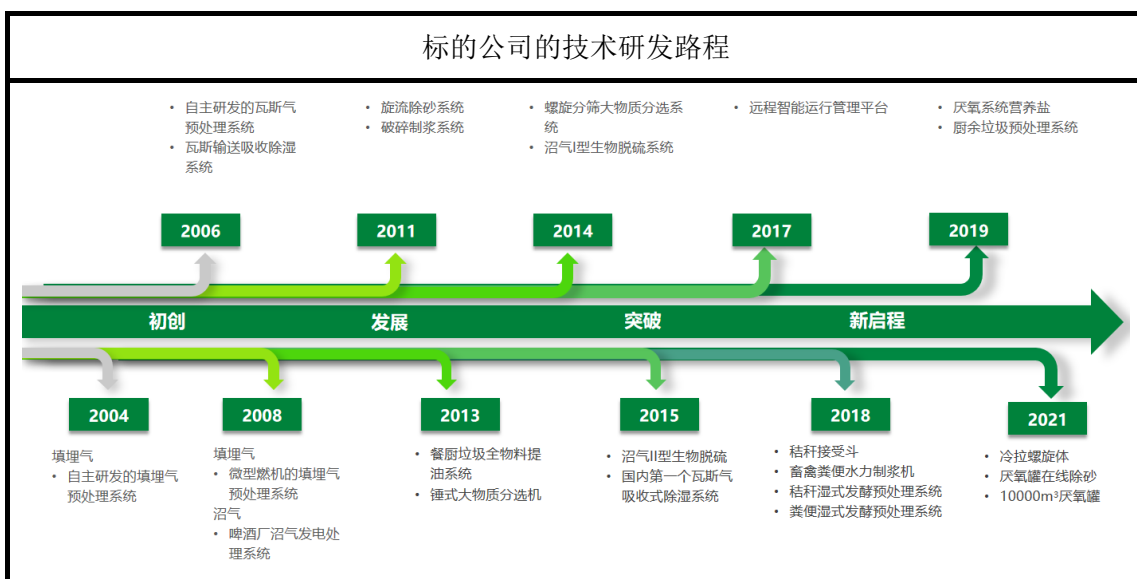 标的公司的技术研发路程
• 自主研发的瓦斯气
预处理系统
• 瓦斯输送吸收除湿
系统
• 旋流除砂系统
• 破碎制浆系统
• 螺旋分筛大物质分选系
统
• 沼气I型生物脱硫系统
• 远程智能运行管理平台
• 厌氧系统营养盐
• 厨余垃圾预处理系统
2006
2011
2014
2017
2019
初创
发展
突破
新启程
2004
2008
2013
2015
2018
2021
填埋气
• 自主研发的填埋气
预处理系统
填埋气
• 微型燃机的填埋气
预处理系统
沼气
• 啤酒厂沼气发电处
理系统
• 餐厨垃圾全物料提
油系统
• 锤式大物质分选机
• 沼气II型生物脱硫
• 国内第一个瓦斯气
吸收式除湿系统
• 秸秆接受斗
• 畜禽粪便水力制浆机
• 秸秆湿式发酵预处理系统
• 粪便湿式发酵预处理系统
• 冷拉螺旋体
• 厌氧罐在线除砂
• 10000m³厌氧罐